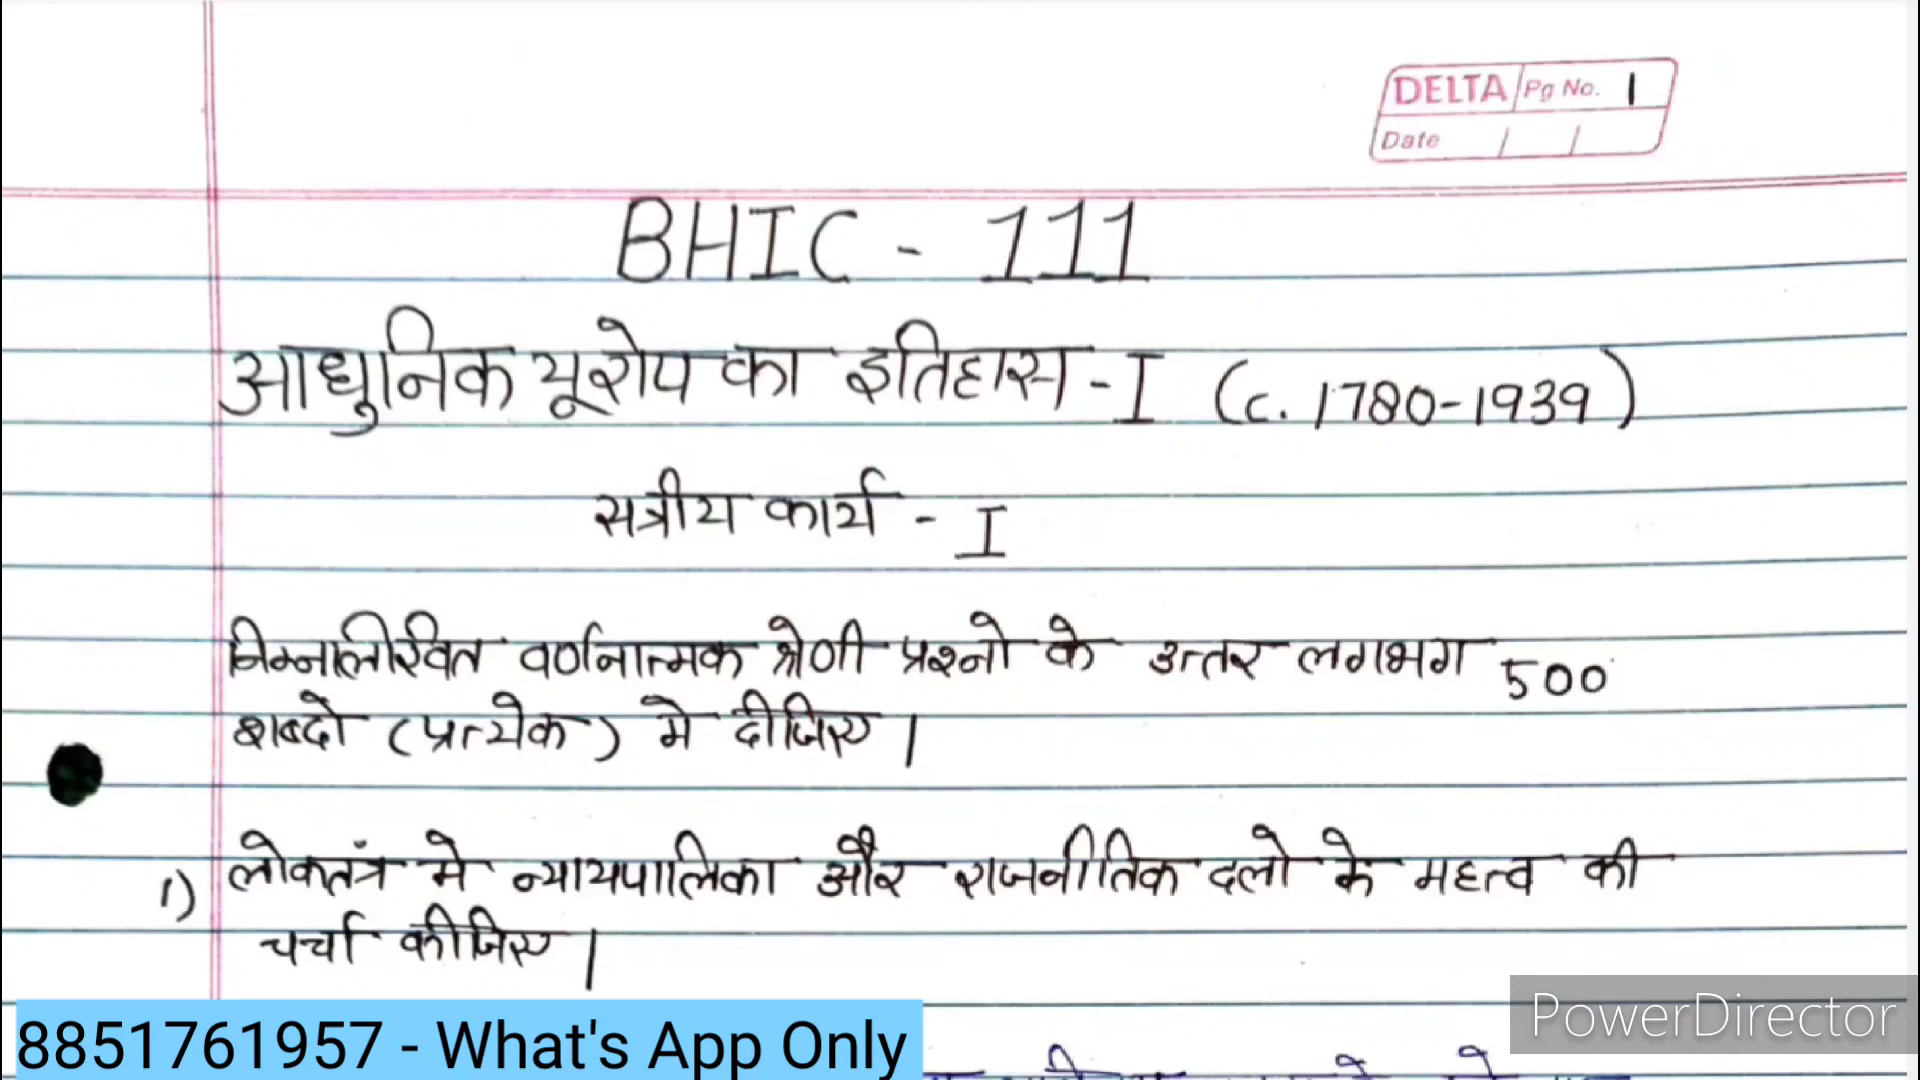 DELTA Pg No. 1
Date / /
BHIC - 111
आधुनिक यूरोप का इतिहास - I (c. 1780-1939)
सत्रीय कार्य - I
निम्नलिखित वर्णनात्मक श्रेणी प्रश्नो के उत्तर लगभग 500
शब्दो (प्रत्येक) मे दीजिए।
1) लोकतंत्र मे न्यायपालिका और राजनीतिक दलो के महत्व की
चर्चा कीजिए।
8851761957 - What's App Only
PowerDirector